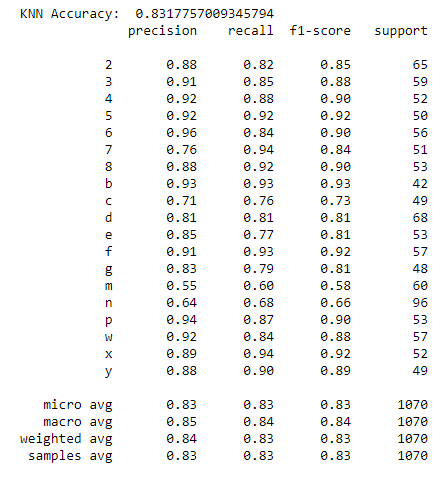 KNN Accuracy: 0.8317757009345794
precision recall f1-score support
2 0.88 0.82 0.85 65
3 0.91 0.85 0.88 59
4 0.92 0.88 0.90 52
5 0.92 0.92 0.92 50
6 0.96 0.84 0.90 56
7 0.76 0.94 0.84 51
8 0.88 0.92 0.90 53
b 0.93 0.93 0.93 42
c 0.71 0.76 0.73 49
d 0.81 0.81 0.81 68
e 0.85 0.77 0.81 53
f 0.91 0.93 0.92 57
g 0.83 0.79 0.81 48
m 0.55 0.60 0.58 60
n 0.64 0.68 0.66 96
p 0.94 0.87 0.90 53
w 0.92 0.84 0.88 57
x 0.89 0.94 0.92 52
y 0.88 0.90 0.89 49
micro avg 0.83 0.83 0.83 1070
macro avg 0.85 0.84 0.84 1070
weighted avg 0.84 0.83 0.83 1070
samples avg 0.83 0.83 0.83 1070